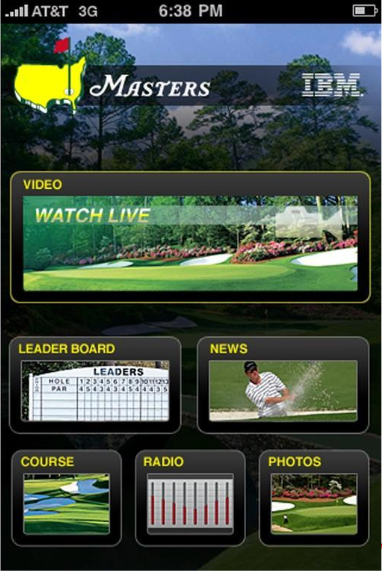 AT&T 3G 6:38 PM
MASTERS IBM.
VIDEO
WATCH LIVE
LEADER BOARD NEWS
LEADERS
HOLE 1 2 3 4 5 6 7 8 9 10 11 12 13
PAR 4 5 4 3 4 3 4 5 4 4 4 3 5
COURSE RADIO PHOTOS